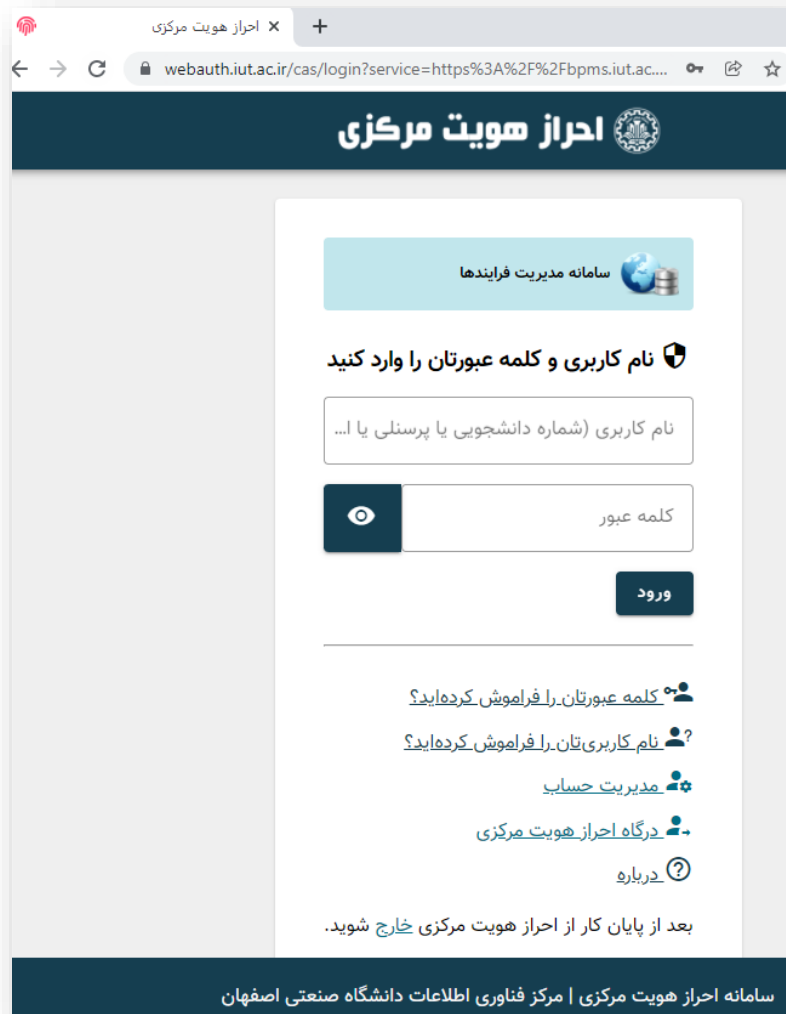 احراز هویت مرکزی
webauth.iut.ac.ir/cas/login?service=https%3A%2F%2Fbpms.iut.ac....
احراز هویت مرکزی
سامانه مدیریت فرایندها
نام کاربری و کلمه عبورتان را وارد کنید
نام کاربری (شماره دانشجویی یا پرسنلی یا ا...
کلمه عبور
ورود
کلمه عبورتان را فراموش کرده‌اید؟
نام کاربری‌تان را فراموش کرده‌اید؟
مدیریت حساب
درگاه احراز هویت مرکزی
درباره
بعد از پایان کار از احراز هویت مرکزی خارج شوید.
سامانه احراز هویت مرکزی | مرکز فناوری اطلاعات دانشگاه صنعتی اصفهان